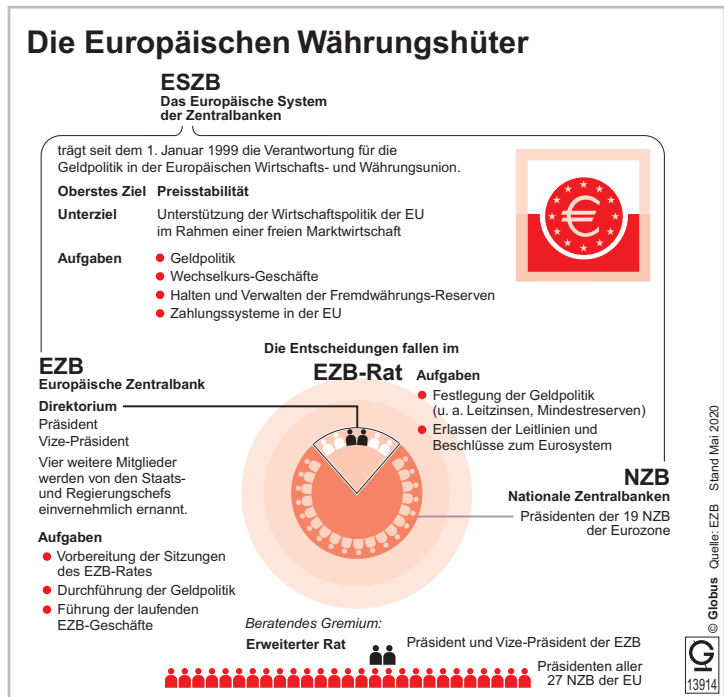 Die Europäischen Währungshüter
ESZB
Das Europäische System
der Zentralbanken
trägt seit dem 1. Januar 1999 die Verantwortung für die
Geldpolitik in der Europäischen Wirtschafts- und Währungsunion.
Oberstes Ziel Preisstabilität
Unterziel Unterstützung der Wirtschaftspolitik der EU
im Rahmen einer freien Marktwirtschaft
Aufgaben
● Geldpolitik
● Wechselkurs-Geschäfte
● Halten und Verwalten der Fremdwährungs-Reserven
● Zahlungssysteme in der EU
€
EZB
Europäische Zentralbank
Direktorium
Präsident
Vize-Präsident
Vier weitere Mitglieder
werden von den Staats-
und Regierungschefs
einvernehmlich ernannt.
Aufgaben
● Vorbereitung der Sitzungen
des EZB-Rates
● Durchführung der Geldpolitik
● Führung der laufenden
EZB-Geschäfte
Die Entscheidungen fallen im
EZB-Rat
Aufgaben
● Festlegung der Geldpolitik
(u. a. Leitzinsen, Mindestreserven)
● Erlassen der Leitlinien und
Beschlüsse zum Eurosystem
NZB
Nationale Zentralbanken
Präsidenten der 19 NZB
der Eurozone
Beratendes Gremium:
Erweiterter Rat
Präsident und Vize-Präsident der EZB
Präsidenten aller
27 NZB der EU
© Globus Quelle: EZB Stand Mai 2020
G
13914